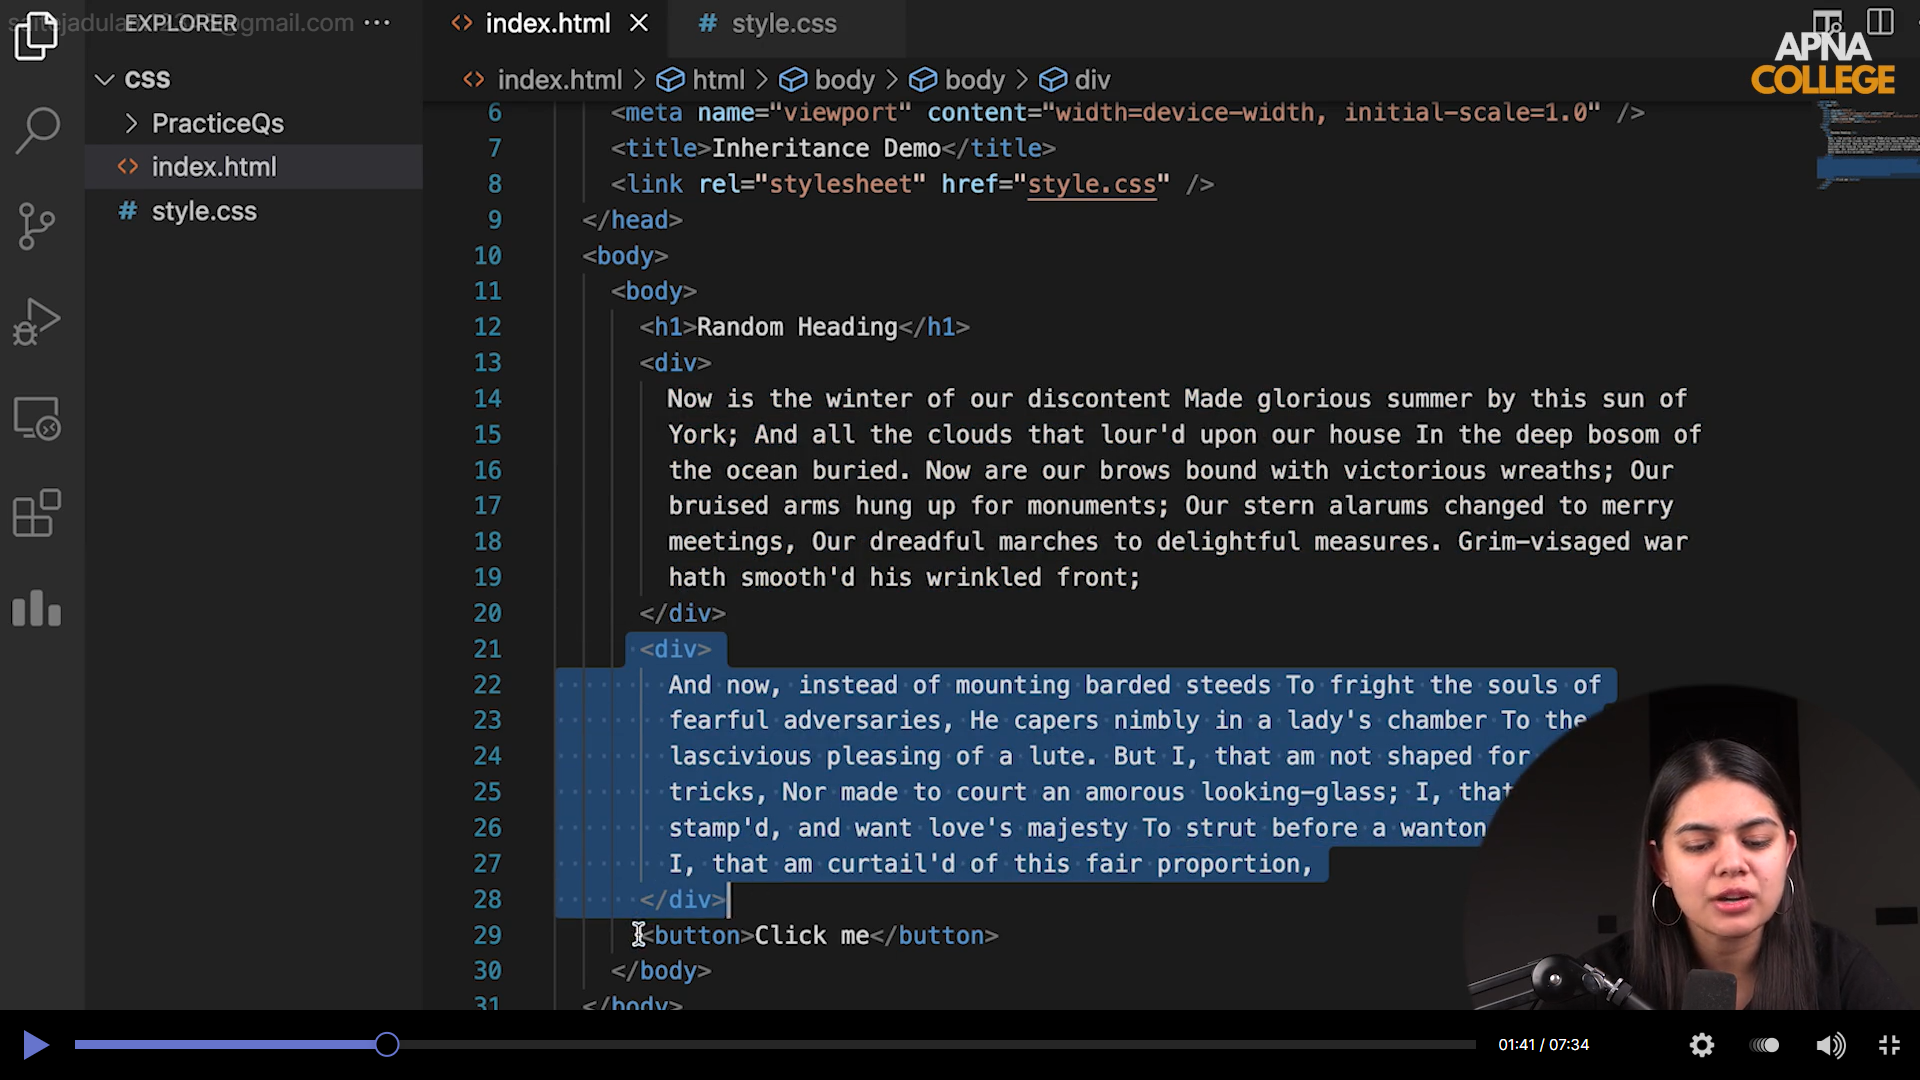 EXPLORER
index.html
style.css
APNA
COLLEGE
css
index.html > html > body > body > div
PracticeQs
index.html
style.css
6 <meta name="viewport" content="width=device-width, initial-scale=1.0" />
7 <title>Inheritance Demo</title>
8 <link rel="stylesheet" href="style.css" />
9 </head>
10 <body>
11 <body>
12 <h1>Random Heading</h1>
13 <div>
14 Now is the winter of our discontent Made glorious summer by this sun of
15 York; And all the clouds that lour'd upon our house In the deep bosom of
16 the ocean buried. Now are our brows bound with victorious wreaths; Our
17 bruised arms hung up for monuments; Our stern alarums changed to merry
18 meetings, Our dreadful marches to delightful measures. Grim-visaged war
19 hath smooth'd his wrinkled front;
20 </div>
21 <div>
22 And now, instead of mounting barded steeds To fright the souls of
23 fearful adversaries, He capers nimbly in a lady's chamber To the
24 lascivious pleasing of a lute. But I, that am not shaped for
25 tricks, Nor made to court an amorous looking-glass; I, that
26 stamp'd, and want love's majesty To strut before a wanton
27 I, that am curtail'd of this fair proportion,
28 </div>
29 <button>Click me</button>
30 </body>
31 </body>
01:41 / 07:34